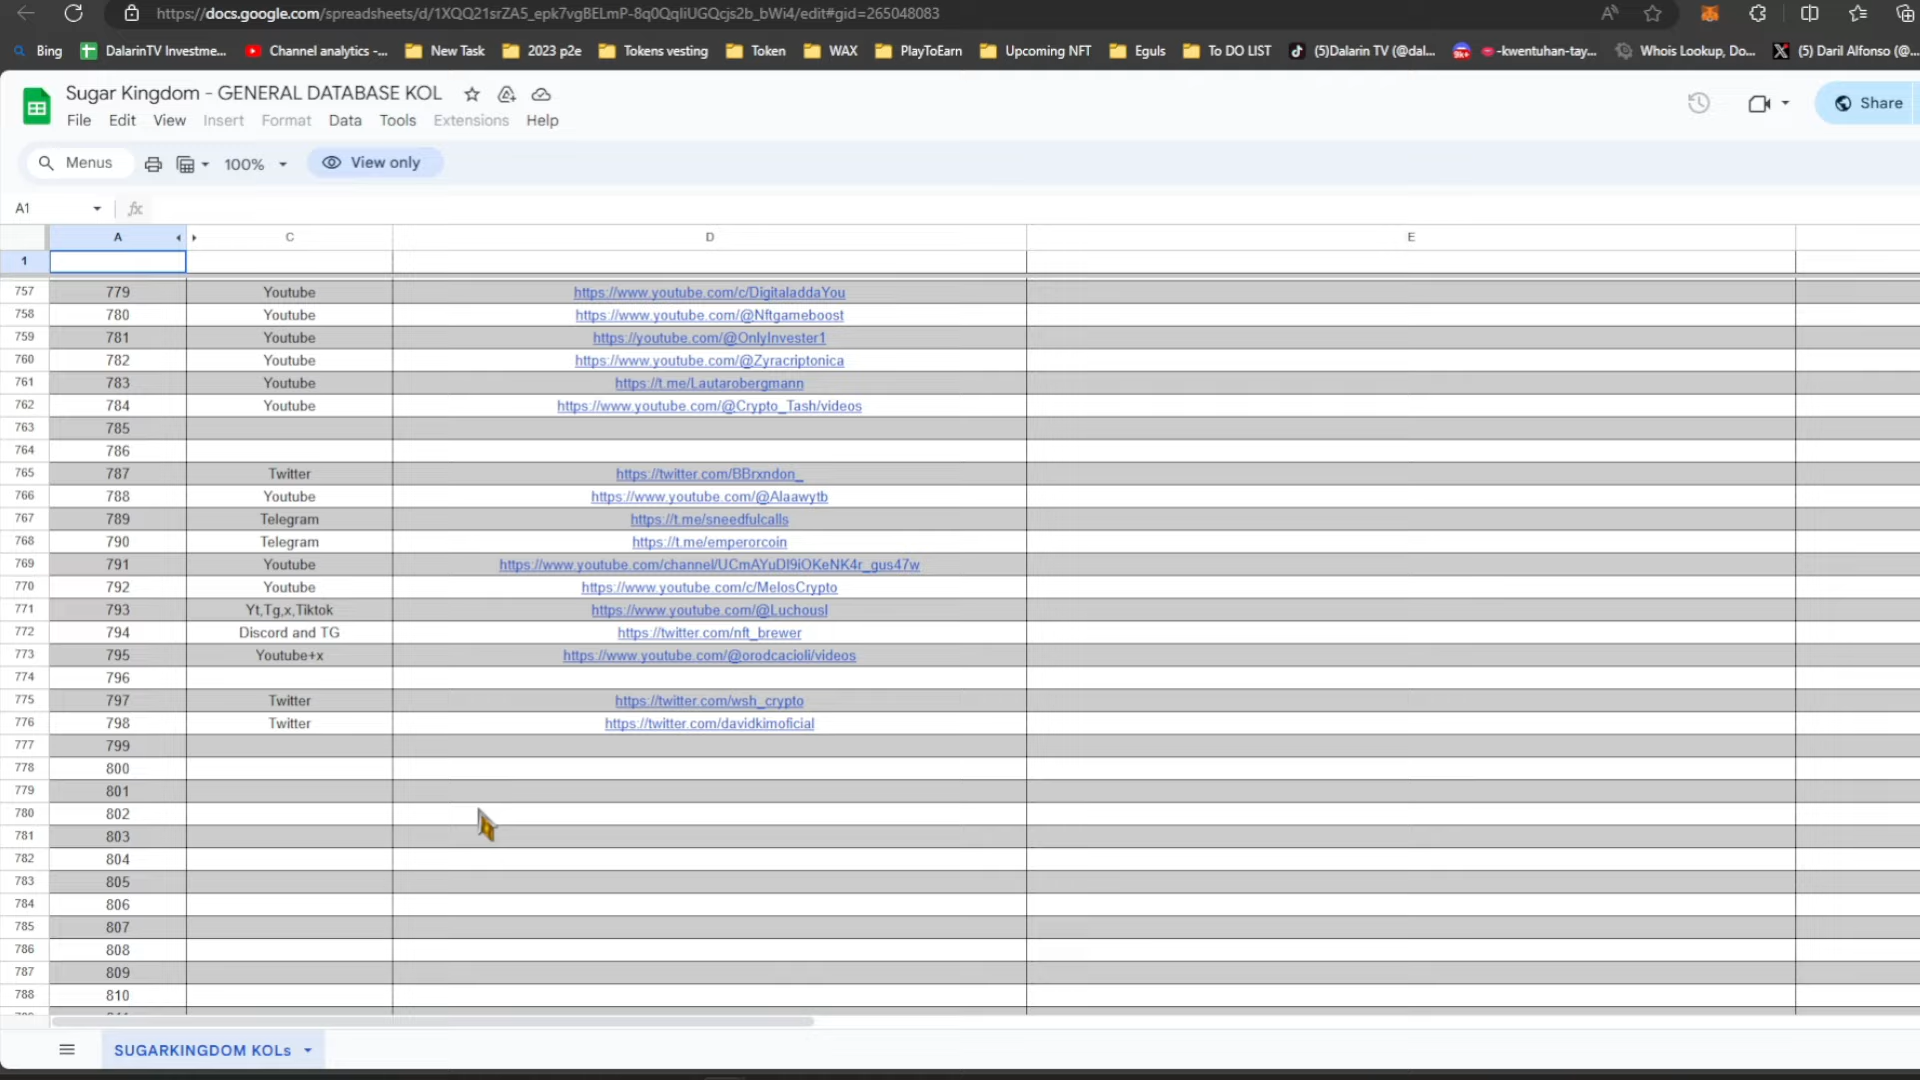 https://docs.google.com/spreadsheets/d/1XQQ21srZA5_epk7vgBELmP-8q0QqIiUGQcjs2b_bWi4/edit#gid=265048083
Bing DalarinTV Investme... Channel analytics -... New Task 2023 p2e Tokens vesting Token WAX PlayToEarn Upcoming NFT Eguls To DO LIST (5)Dalarin TV (@dal... -kwentuhan-tay... Whois Lookup, Do... (5) Daril Alfonso (@...
Sugar Kingdom - GENERAL DATABASE KOL
Share
File Edit View Insert Format Data Tools Extensions Help
Menus 100% View only
A1 fx
A C D E
1
757 779 Youtube https://www.youtube.com/c/DigitaladdaYou
758 780 Youtube https://www.youtube.com/@Nftgameboost
759 781 Youtube https://youtube.com/@OnlyInvester1
760 782 Youtube https://www.youtube.com/@Zyracriptonica
761 783 Youtube https://t.me/Lautarobergmann
762 784 Youtube https://www.youtube.com/@Crypto_Tash/videos
763 785
764 786
765 787 Twitter https://twitter.com/BBrxndon_
766 788 Youtube https://www.youtube.com/@Alaawytb
767 789 Telegram https://t.me/sneedfulcalls
768 790 Telegram https://t.me/emperorcoin
769 791 Youtube https://www.youtube.com/channel/UCmAYuDI9iOKeNK4r_gus47w
770 792 Youtube https://www.youtube.com/c/MelosCrypto
771 793 Yt,Tg,x,Tiktok https://www.youtube.com/@Luchousl
772 794 Discord and TG https://twitter.com/nft_brewer
773 795 Youtube+x https://www.youtube.com/@orodcacioli/videos
774 796
775 797 Twitter https://twitter.com/wsh_crypto
776 798 Twitter https://twitter.com/davidkimoficial
777 799
778 800
779 801
780 802
781 803
782 804
783 805
784 806
785 807
786 808
787 809
788 810
SUGARKINGDOM KOLs